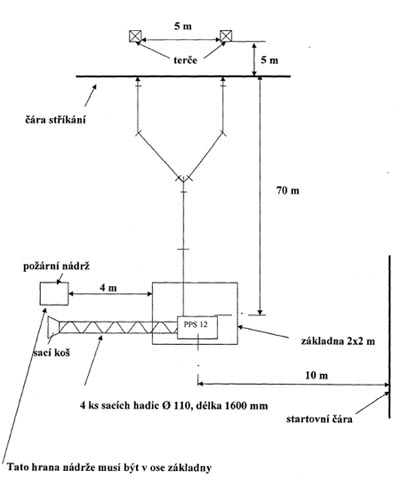 5 m
terče
5 m
čára stříkání
70 m
požární nádrž
4 m
PPS 12
základna 2x2 m
sací koš
10 m
4 ks sacích hadic Ø 110, délka 1600 mm
startovní čára
Tato hrana nádrže musí být v ose základny